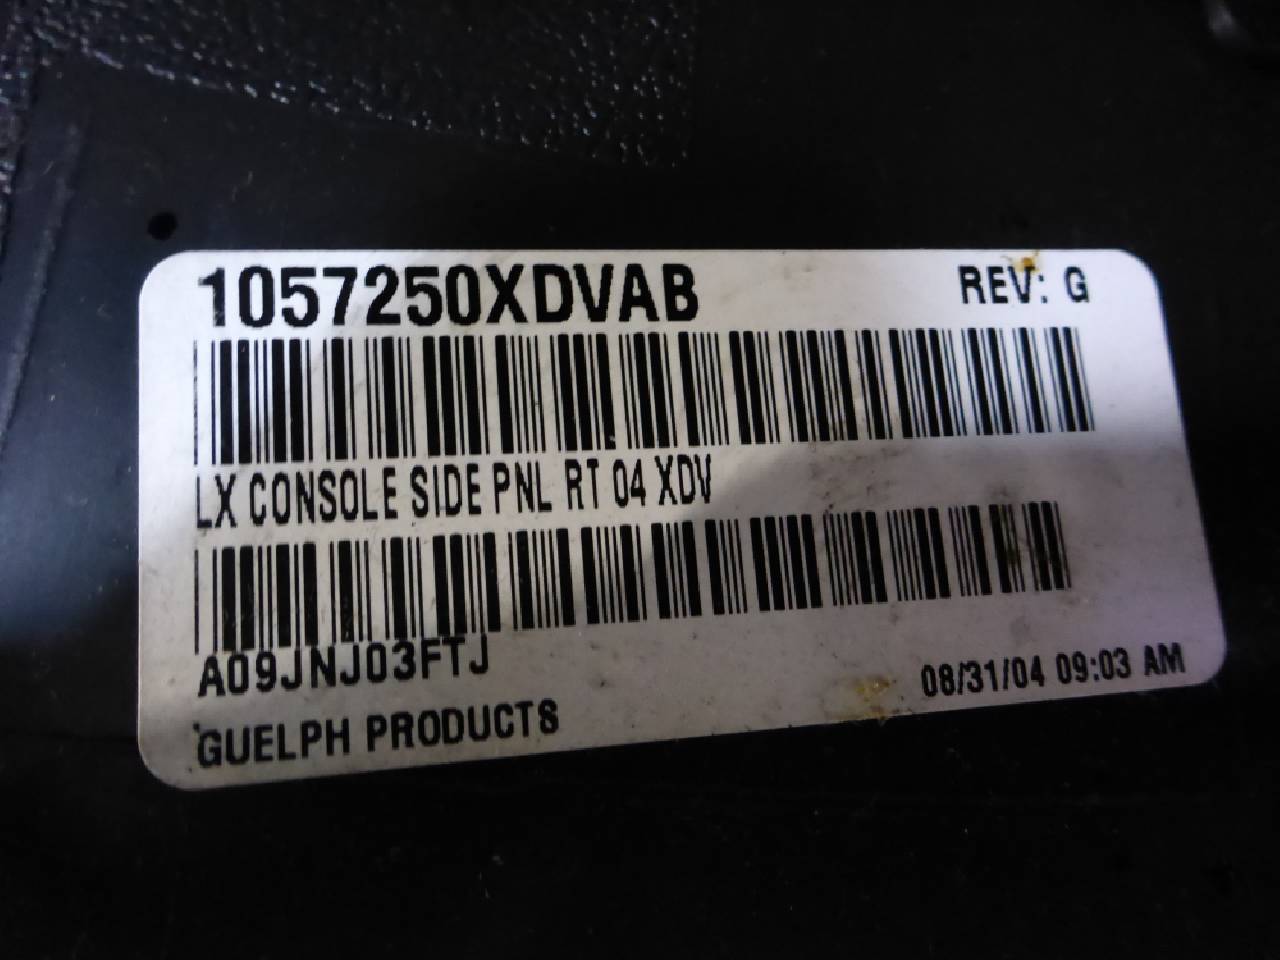 1057250XDVAB REV: G
LX CONSOLE SIDE PNL RT 04 XDV
A09JNJ03FTJ
08/31/04 09:03 AM
GUELPH PRODUCTS